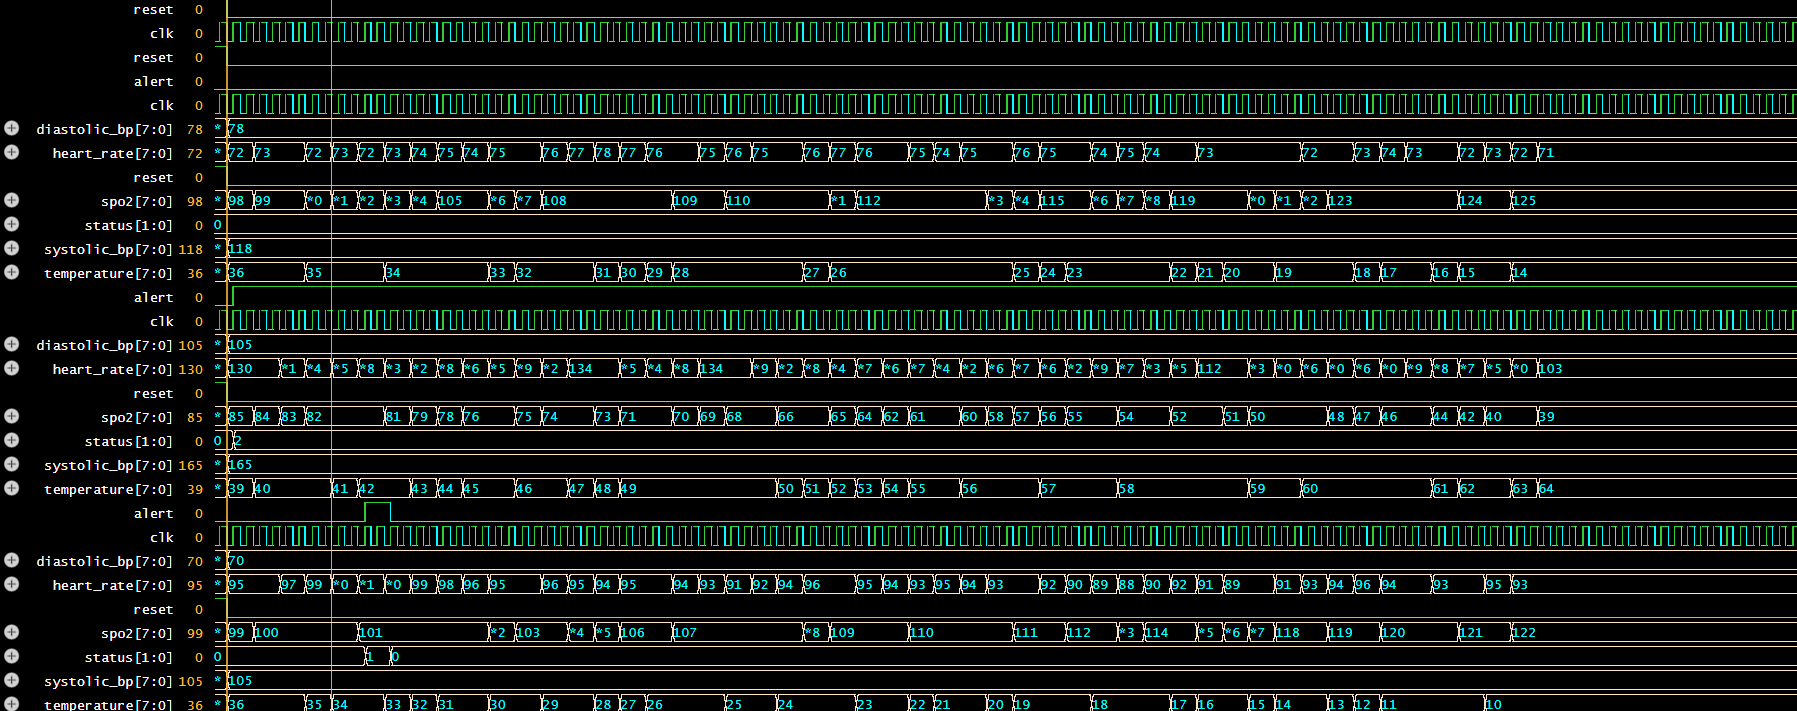 reset 0
clk 0
reset 0
alert 0
clk 0
diastolic_bp[7:0] 78 * 78
heart_rate[7:0] 72 * 72 73 72 73 72 73 74 75 74 75 76 77 78 77 76 75 76 75 76 77 76 75 74 75 76 75 74 75 74 73 72 73 74 73 72 73 72 71
reset 0
spo2[7:0] 98 * 98 99 *0 *1 *2 *3 *4 105 *6 *7 108 109 110 *1 112 *3 *4 115 *6 *7 *8 119 *0 *1 *2 123 124 125
status[1:0] 0 0
systolic_bp[7:0] 118 * 118
temperature[7:0] 36 * 36 35 34 33 32 31 30 29 28 27 26 25 24 23 22 21 20 19 18 17 16 15 14
alert 0
clk 0
diastolic_bp[7:0] 105 * 105
heart_rate[7:0] 130 * 130 *1 *4 *5 *8 *3 *2 *8 *6 *5 *9 *2 134 *5 *4 *8 134 *9 *2 *8 *4 *7 *6 *7 *4 *2 *6 *7 *6 *2 *9 *7 *3 *5 112 *3 *0 *6 *0 *6 *0 *9 *8 *7 *5 *0 103
reset 0
spo2[7:0] 85 * 85 84 83 82 81 79 78 76 75 74 73 71 70 69 68 66 65 64 62 61 60 58 57 56 55 54 52 51 50 48 47 46 44 42 40 39
status[1:0] 0 0 2
systolic_bp[7:0] 165 * 165
temperature[7:0] 39 * 39 40 41 42 43 44 45 46 47 48 49 50 51 52 53 54 55 56 57 58 59 60 61 62 63 64
alert 0
clk 0
diastolic_bp[7:0] 70 * 70
heart_rate[7:0] 95 * 95 97 99 *0 *1 *0 99 98 96 95 96 95 94 95 94 93 91 92 94 96 95 94 93 95 94 93 92 90 89 88 90 92 91 89 91 93 94 96 94 93 95 93
reset 0
spo2[7:0] 99 * 99 100 101 *2 103 *4 *5 106 107 *8 109 110 111 112 *3 114 *5 *6 *7 118 119 120 121 122
status[1:0] 0 0 1 0
systolic_bp[7:0] 105 * 105
temperature[7:0] 36 * 36 35 34 33 32 31 30 29 28 27 26 25 24 23 22 21 20 19 18 17 16 15 14 13 12 11 10